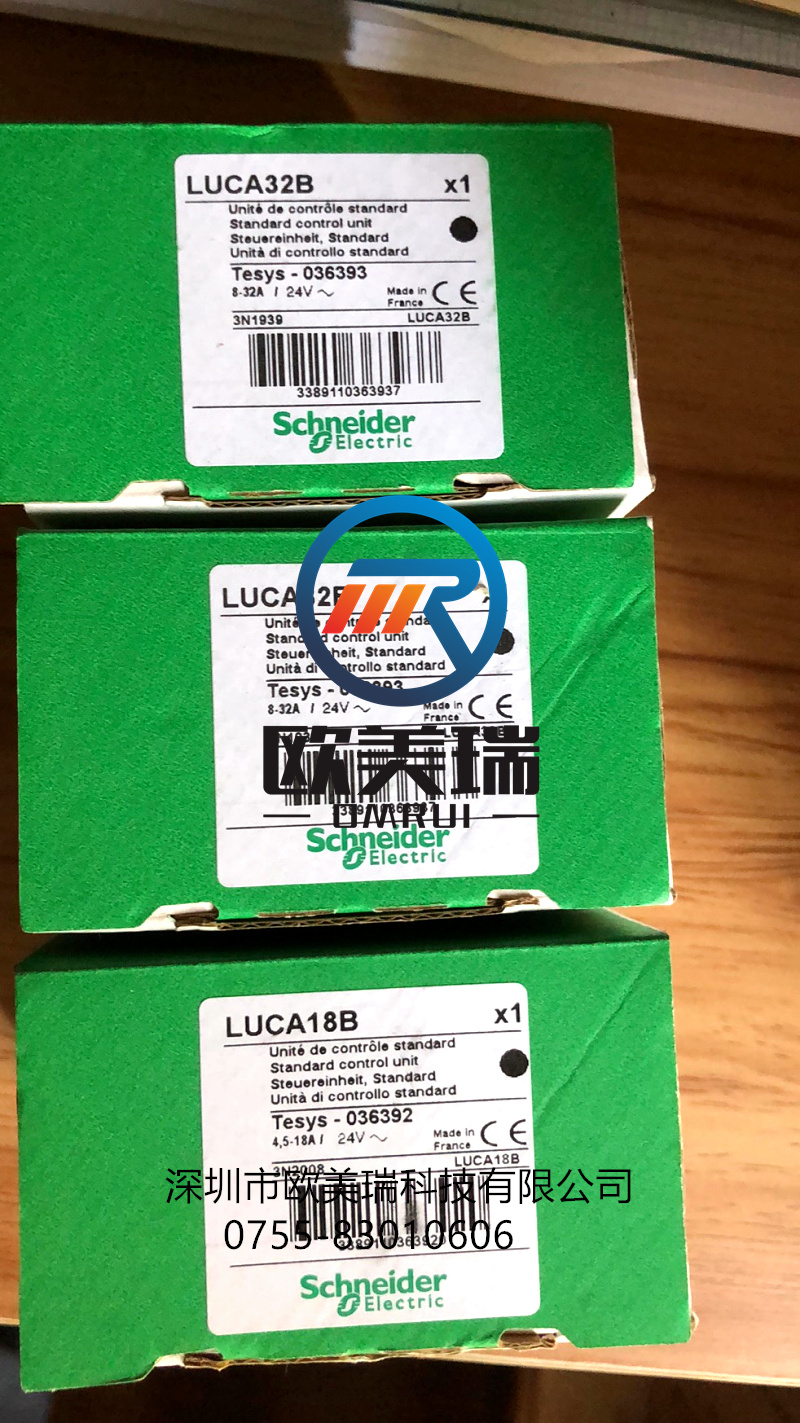 LUCA32B x1
Unité de contrôle standard
Standard control unit
Steuereinheit, Standard
Unità di controllo standard
Tesys - 036393
8-32A / 24V ~ Made in France CE
3N1939 LUCA32B
3389110363937
Schneider
Electric
Unité de
Standard control unit
Standard
Unità di controllo standard
Tesys -
8-32A / 24V ~ Made in France CE
欧美瑞
OMRUI
Schneider
Electric
LUCA18B x1
Unité de contrôle standard
Standard control unit
Steuereinheit, Standard
Unità di controllo standard
Tesys - 036392
4,5-18A / 24V ~ Made in France CE
3N2008 LUCA18B
深圳市欧美瑞科技有限公司
0755-83010606
Schneider
Electric